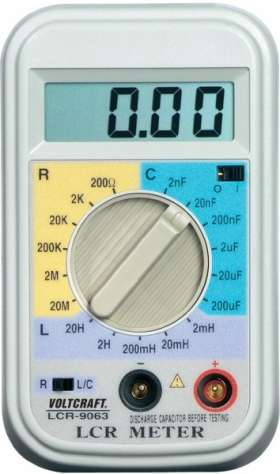 0.00
R
C
200Ω
2nF
O I
2K
20nF
20K
200nF
200K
2uF
2M
20uF
20M
200uF
L
20H
2mH
2H
200mH
20mH
R
L/C
−
+
VOLTCRAFT®
LCR-9063
DISCHARGE CAPACITOR BEFORE TESTING
LCR METER